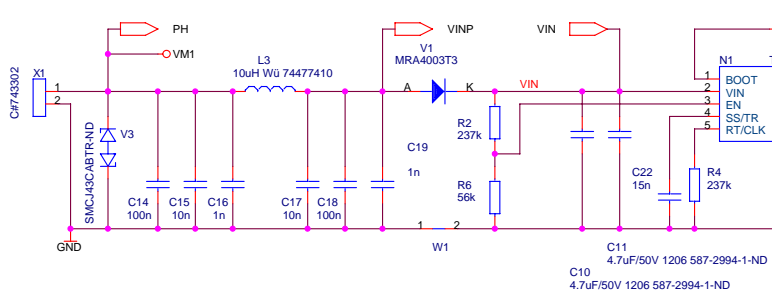 PH
VINP
VIN
VM1
V1
MRA4003T3
L3
10uH Wü 74477410
N1
X1
C#743302
1
2
A
K
VIN
1
BOOT
2
VIN
3
EN
4
SS/TR
5
RT/CLK
V3
SMCJ43CABTR-ND
R2
237k
C19
1n
R6
56k
C22
15n
R4
237k
C14
100n
C15
10n
C16
1n
C17
10n
C18
100n
GND
1
2
W1
C11
4.7uF/50V 1206 587-2994-1-ND
C10
4.7uF/50V 1206 587-2994-1-ND